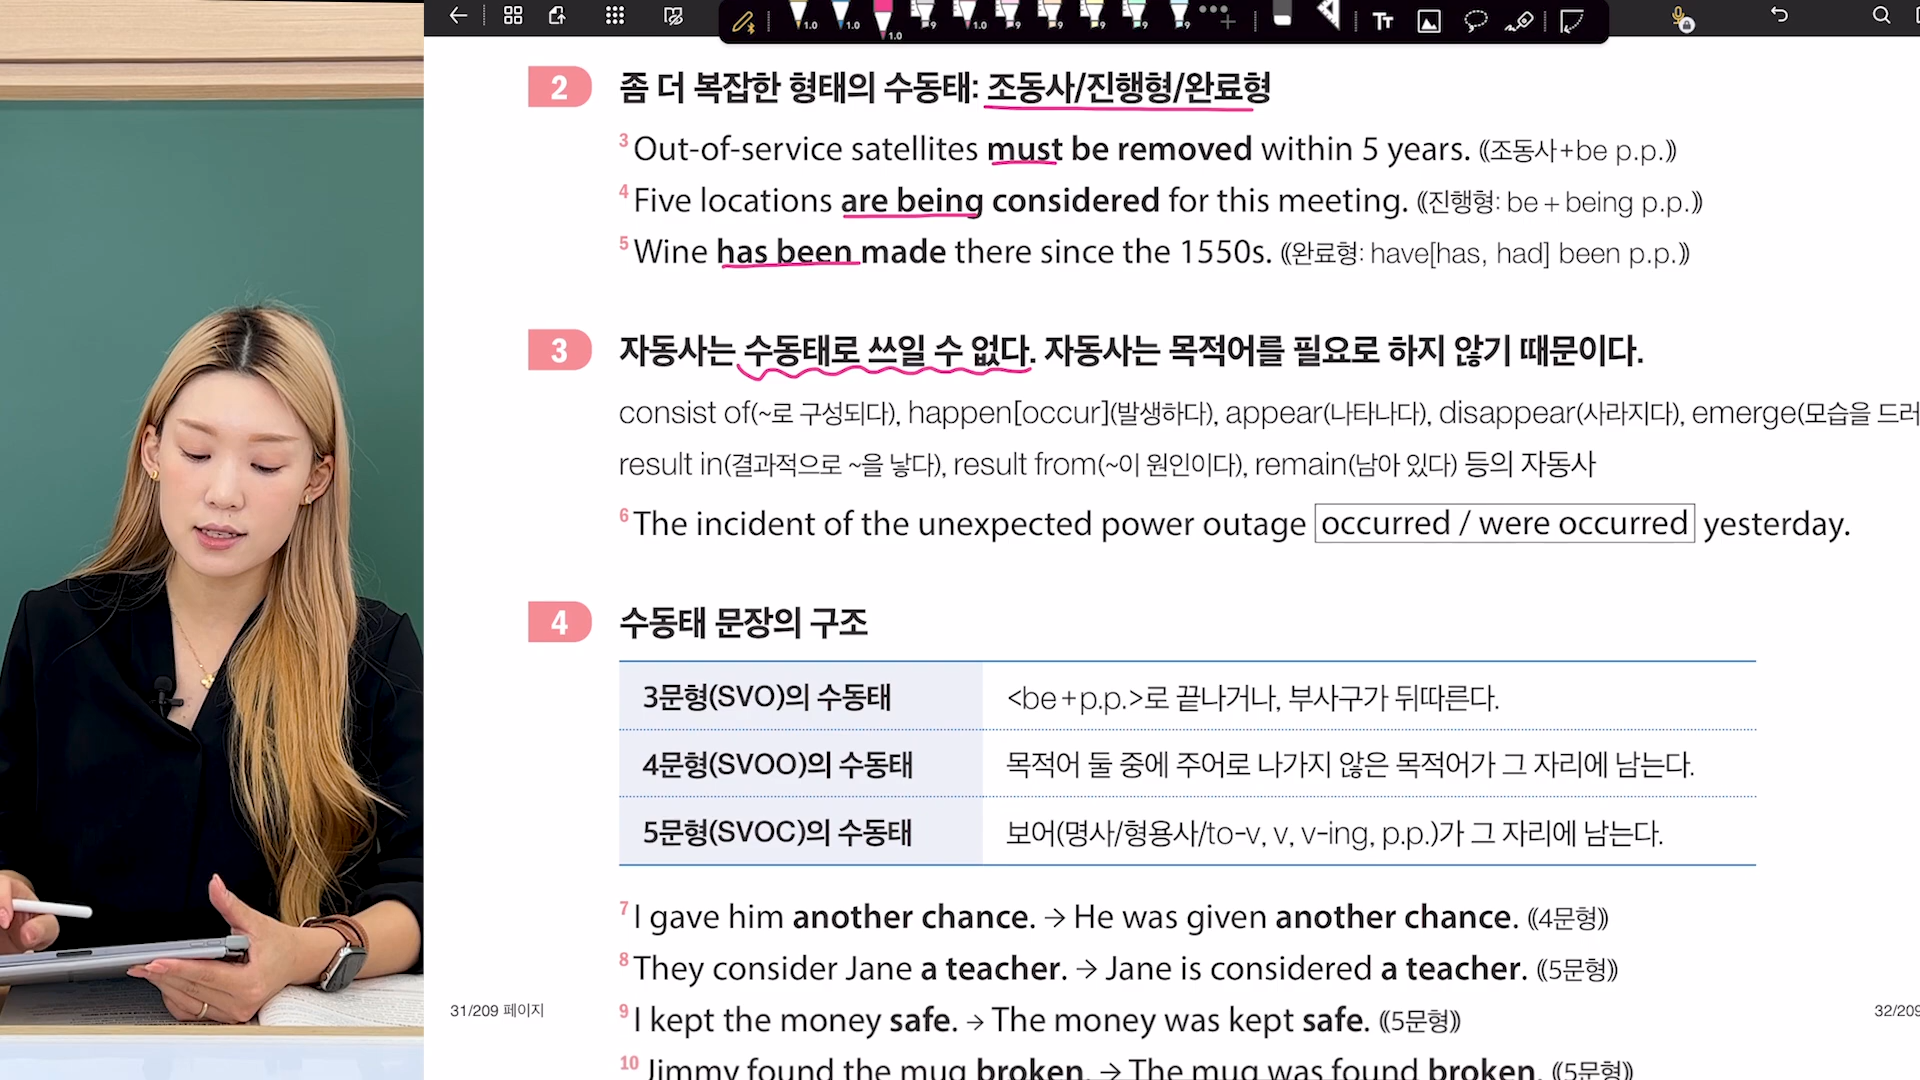 1.0 1.0 1.0 9 1.0 9 9 9 9 9 Tr
2 좀 더 복잡한 형태의 수동태: 조동사/진행형/완료형
3 Out-of-service satellites must be removed within 5 years. ((조동사+be p.p.))
4 Five locations are being considered for this meeting. ((진행형: be+being p.p.))
5 Wine has been made there since the 1550s. ((완료형: have[has, had] been p.p.))
3 자동사는 수동태로 쓰일 수 없다. 자동사는 목적어를 필요로 하지 않기 때문이다.
consist of(~로 구성되다), happen[occur](발생하다), appear(나타나다), disappear(사라지다), emerge(모습을 드러
result in(결과적으로 ~을 낳다), result from(~이 원인이다), remain(남아 있다) 등의 자동사
6 The incident of the unexpected power outage occurred / were occurred yesterday.
4 수동태 문장의 구조
3문형(SVO)의 수동태 <be+p.p.>로 끝나거나, 부사구가 뒤따른다.
4문형(SVOO)의 수동태 목적어 둘 중에 주어로 나가지 않은 목적어가 그 자리에 남는다.
5문형(SVOC)의 수동태 보어(명사/형용사/to-v, v, v-ing, p.p.)가 그 자리에 남는다.
7 I gave him another chance. → He was given another chance. ((4문형))
8 They consider Jane a teacher. → Jane is considered a teacher. ((5문형))
9 I kept the money safe. → The money was kept safe. ((5문형))
10 Jimmy found the mug broken. → The mug was found broken. ((5문형))
31/209 페이지
32/209